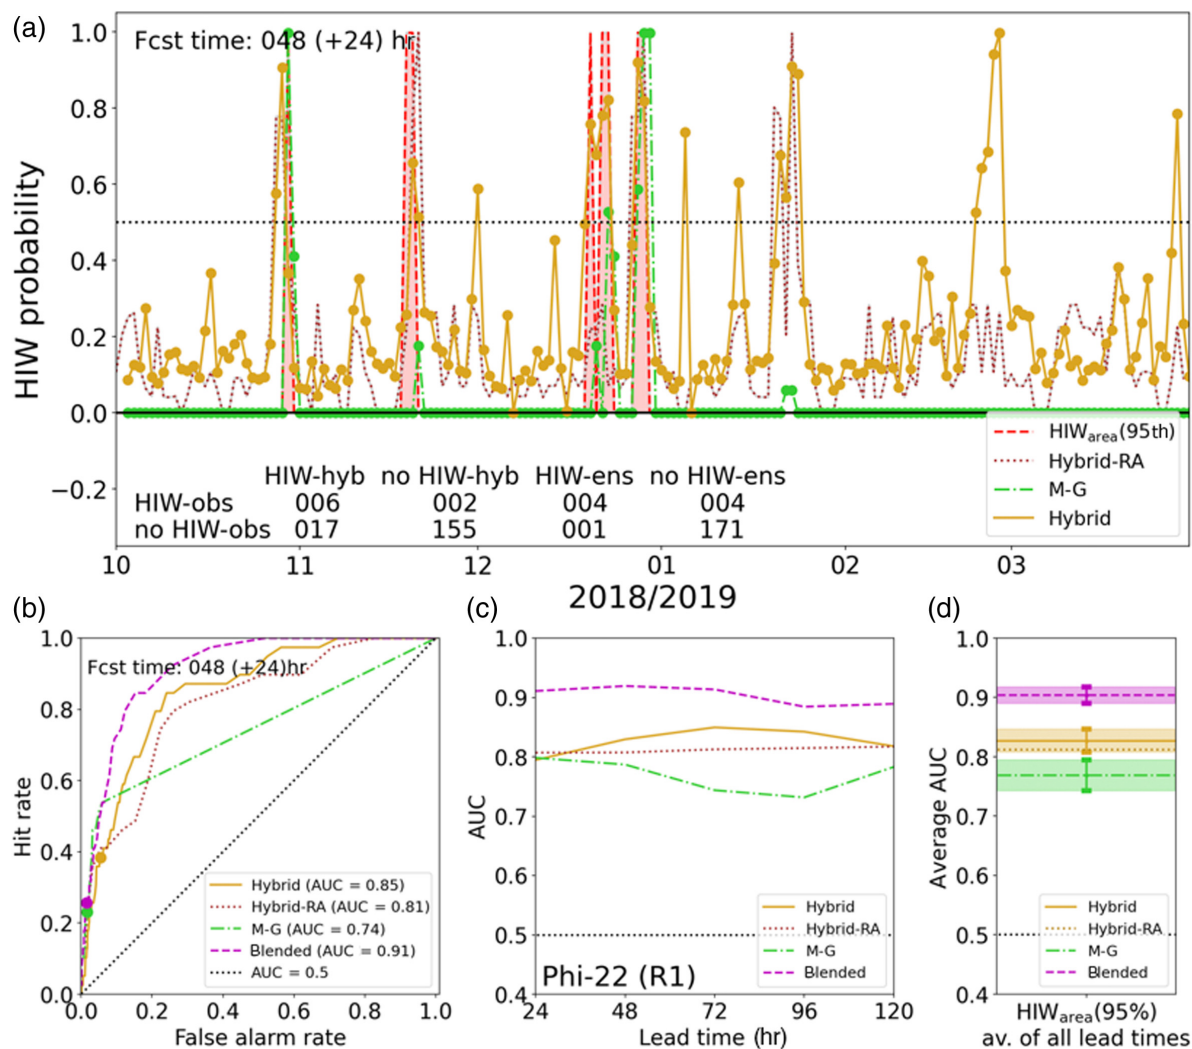 (a)
Fcst time: 048 (+24) hr
HIW probability
1.0
0.8
0.6
0.4
0.2
0.0
−0.2
HIW-hyb no HIW-hyb HIW-ens no HIW-ens
HIW-obs 006 002 004 004
no HIW-obs 017 155 001 171
HIWarea(95th)
Hybrid-RA
M-G
Hybrid
10 11 12 01 02 03
2018/2019
(b)
Fcst time: 048 (+24)hr
Hit rate
1.0
0.8
0.6
0.4
0.2
0.0
Hybrid (AUC = 0.85)
Hybrid-RA (AUC = 0.81)
M-G (AUC = 0.74)
Blended (AUC = 0.91)
AUC = 0.5
0.0 0.2 0.4 0.6 0.8 1.0
False alarm rate
(c)
AUC
1.0
0.9
0.8
0.7
0.6
0.5
0.4
Hybrid
Hybrid-RA
M-G
Blended
Phi-22 (R1)
24 48 72 96 120
Lead time (hr)
(d)
Average AUC
1.0
0.9
0.8
0.7
0.6
0.5
0.4
Hybrid
Hybrid-RA
M-G
Blended
HIWarea(95%)
av. of all lead times